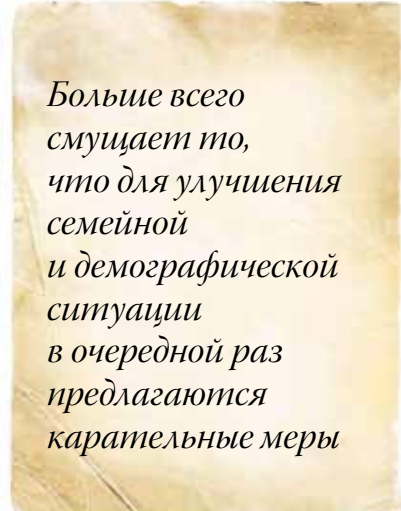 Больше всего
смущает то,
что для улучшения
семейной
и демографической
ситуации
в очередной раз
предлагаются
карательные меры